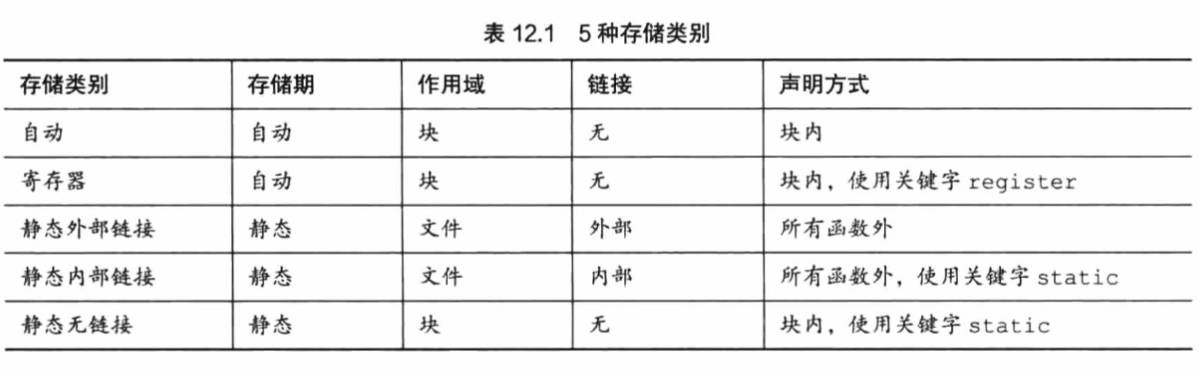 表 12.1 5 种存储类别
存储类别 存储期 作用域 链接 声明方式
自动 自动 块 无 块内
寄存器 自动 块 无 块内，使用关键字 register
静态外部链接 静态 文件 外部 所有函数外
静态内部链接 静态 文件 内部 所有函数外，使用关键字 static
静态无链接 静态 块 无 块内，使用关键字 static